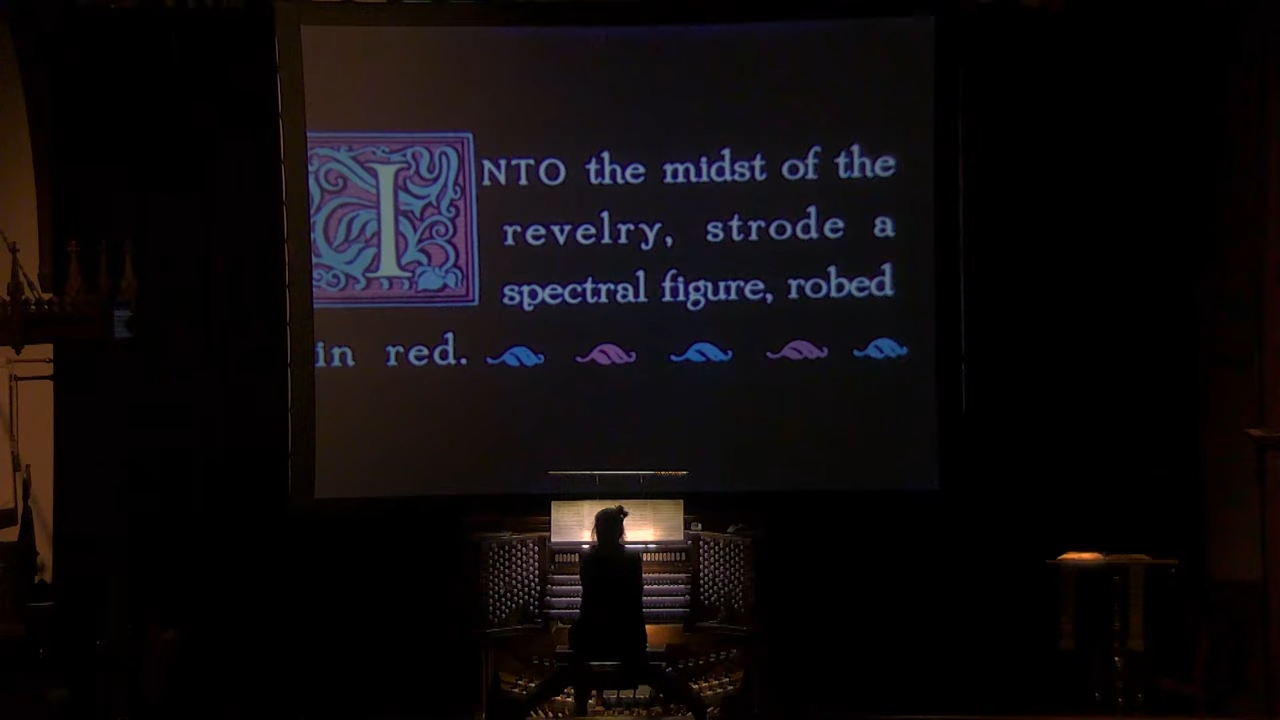 INTO the midst of the
revelry, strode a
spectral figure, robed
in red.